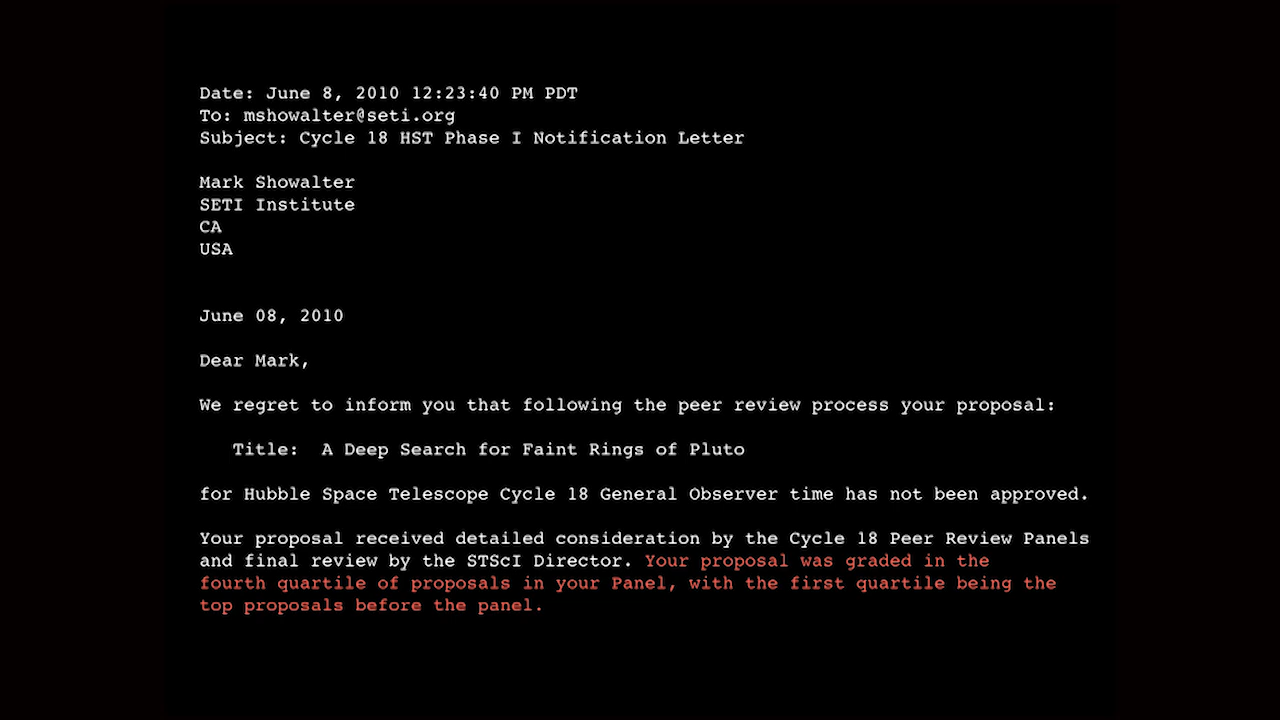 Date: June 8, 2010 12:23:40 PM PDT
To: mshowalter@seti.org
Subject: Cycle 18 HST Phase I Notification Letter
Mark Showalter
SETI Institute
CA
USA
June 08, 2010
Dear Mark,
We regret to inform you that following the peer review process your proposal:
Title: A Deep Search for Faint Rings of Pluto
for Hubble Space Telescope Cycle 18 General Observer time has not been approved.
Your proposal received detailed consideration by the Cycle 18 Peer Review Panels
and final review by the STScI Director. Your proposal was graded in the
fourth quartile of proposals in your Panel, with the first quartile being the
top proposals before the panel.